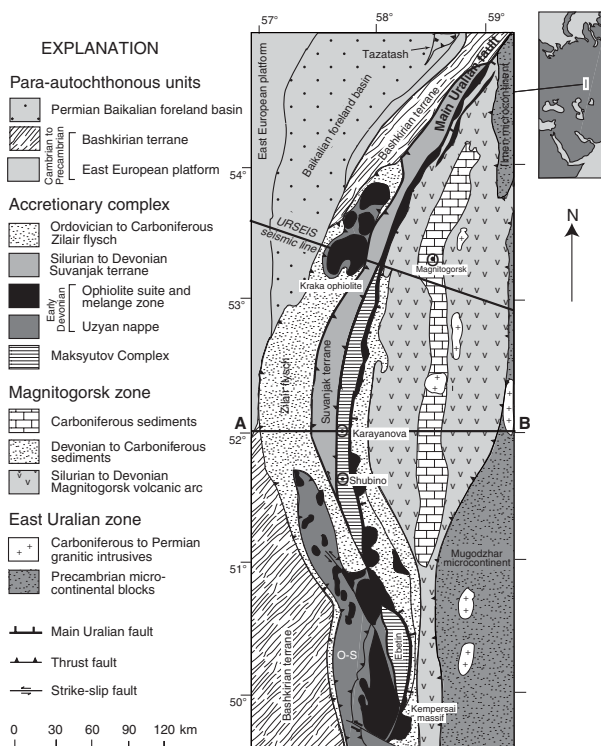 EXPLANATION
Para-autochthonous units
Permian Baikalian foreland basin
Cambrian to
Precambrian
Bashkirian terrane
East European platform
Accretionary complex
Ordovician to Carboniferous
Zilair flysch
Silurian to Devonian
Suvanjak terrane
Early
Devonian
Ophiolite suite and
melange zone
Uzyan nappe
Maksyutov Complex
Magnitogorsk zone
Carboniferous sediments
Devonian to Carboniferous
sediments
Silurian to Devonian
Magnitogorsk volcanic arc
East Uralian zone
Carboniferous to Permian
granitic intrusives
Precambrian micro-
continental blocks
Main Uralian fault
Thrust fault
Strike-slip fault
0 30 60 90 120 km
57° 58° 59°
Tazatash
East European platform
Baikalian foreland basin
Bashkirian terrane
Main Uralian fault
Ilmen microcontinent
54°
URSEIS
seismic line
Magnitogorsk
Kraka ophiolite
53°
Zilair flysch
Suvanjak terrane
A
B
52°
Karayanova
Shubino
51°
Mugodzhar
microcontinent
Bashkirian terrane
O-S
Ebetin
50°
Kempersai
massif
I
N